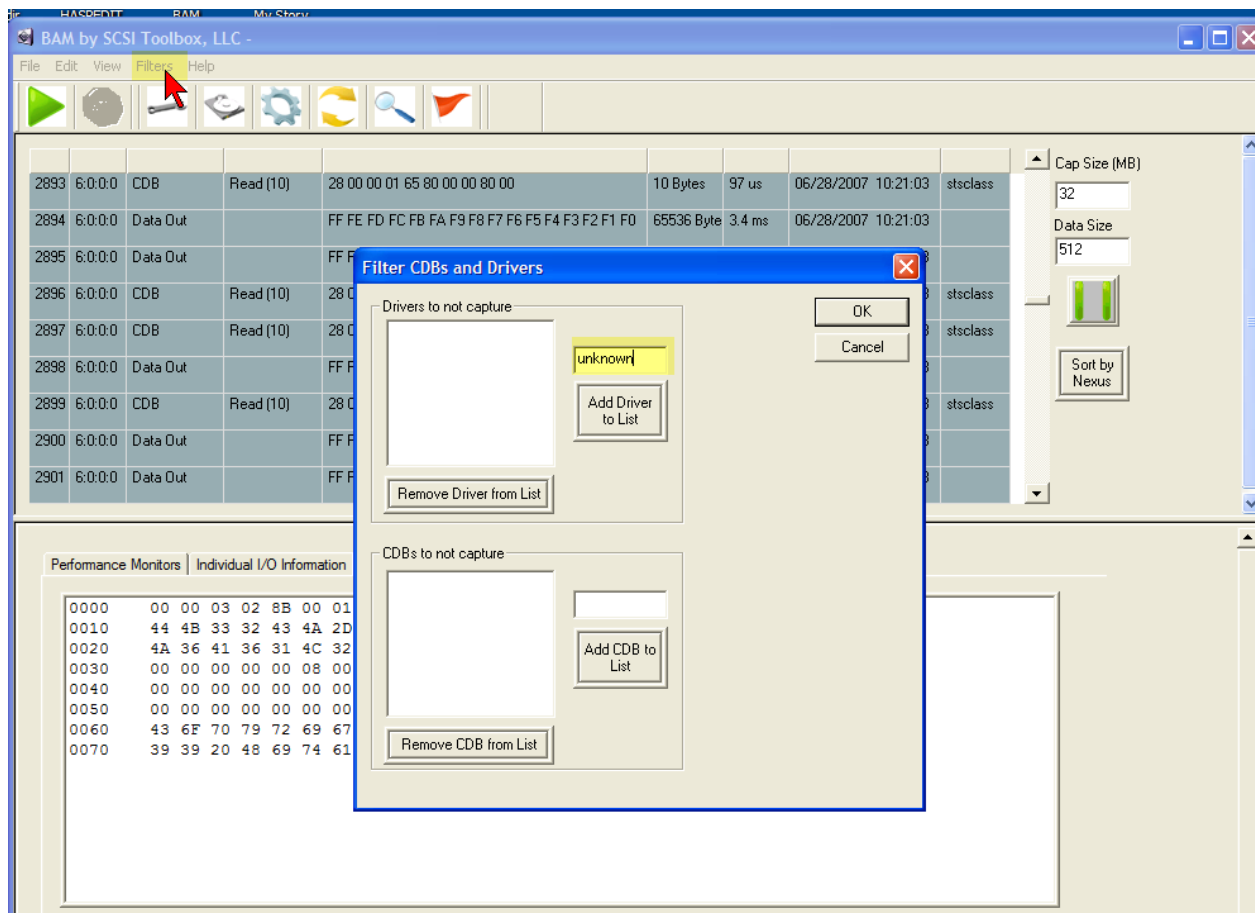 HASPEDIT BAM My Story
BAM by SCSI Toolbox, LLC -
File Edit View Filters Help
2893 6:0:0:0 CDB Read (10) 28 00 00 01 65 80 00 00 80 00 10 Bytes 97 us 06/28/2007 10:21:03 stsclass
2894 6:0:0:0 Data Out FF FE FD FC FB FA F9 F8 F7 F6 F5 F4 F3 F2 F1 F0 65536 Byte 3.4 ms 06/28/2007 10:21:03
2895 6:0:0:0 Data Out FF F
2896 6:0:0:0 CDB Read (10) 28 0 stsclass
2897 6:0:0:0 CDB Read (10) 28 0 stsclass
2898 6:0:0:0 Data Out FF F
2899 6:0:0:0 CDB Read (10) 28 0 stsclass
2900 6:0:0:0 Data Out FF F
2901 6:0:0:0 Data Out FF F
Cap Size (MB)
32
Data Size
512
Sort by
Nexus
Filter CDBs and Drivers
Drivers to not capture
unknown
Add Driver
to List
Remove Driver from List
OK
Cancel
CDBs to not capture
Add CDB to
List
Remove CDB from List
Performance Monitors Individual I/O Information
0000 00 00 03 02 8B 00 01
0010 44 4B 33 32 43 4A 2D
0020 4A 36 41 36 31 4C 32
0030 00 00 00 00 00 08 00
0040 00 00 00 00 00 00 00
0050 00 00 00 00 00 00 00
0060 43 6F 70 79 72 69 67
0070 39 39 20 48 69 74 61